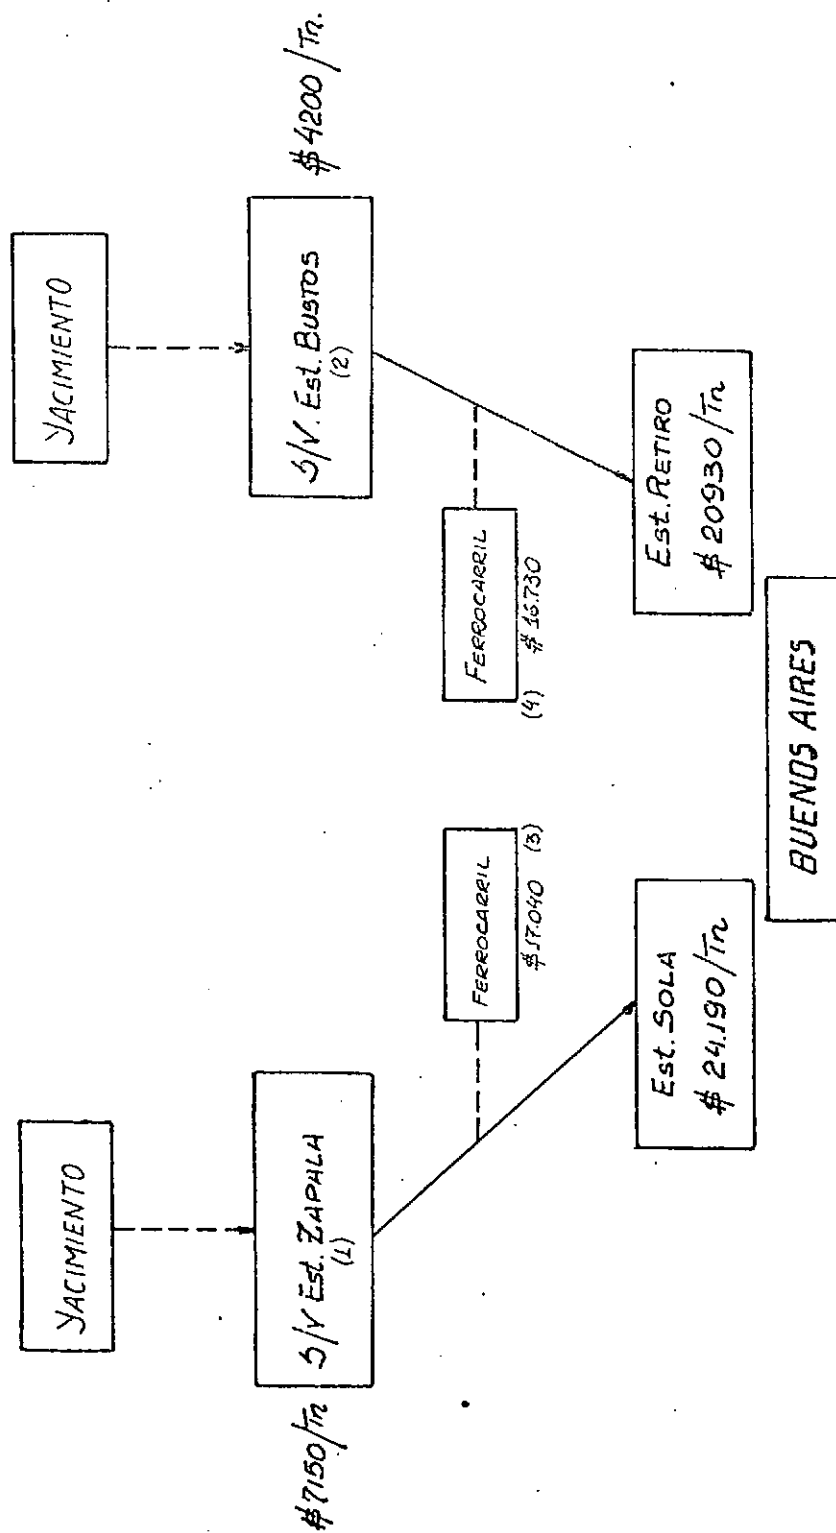 YACIMIENTO
YACIMIENTO
$7150/Tn
S/V Est. ZAPALA
(1)
S/V. Est. BUSTOS
(2)
$4200/Tn.
FERROCARRIL
$17.040 (3)
FERROCARRIL
(4) $16.730
Est. SOLA
$24.190/Tn
Est. RETIRO
$20930/Tn
BUENOS AIRES